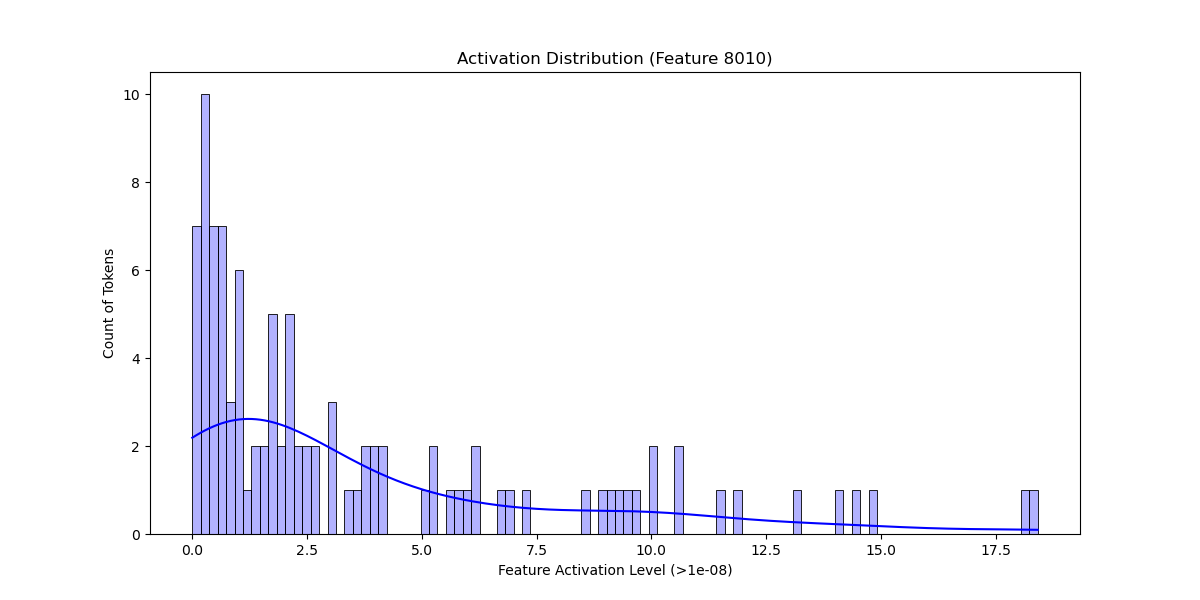 Activation Distribution (Feature 8010)
Count of Tokens
10
8
6
4
2
0
0.0 2.5 5.0 7.5 10.0 12.5 15.0 17.5
Feature Activation Level (>1e-08)